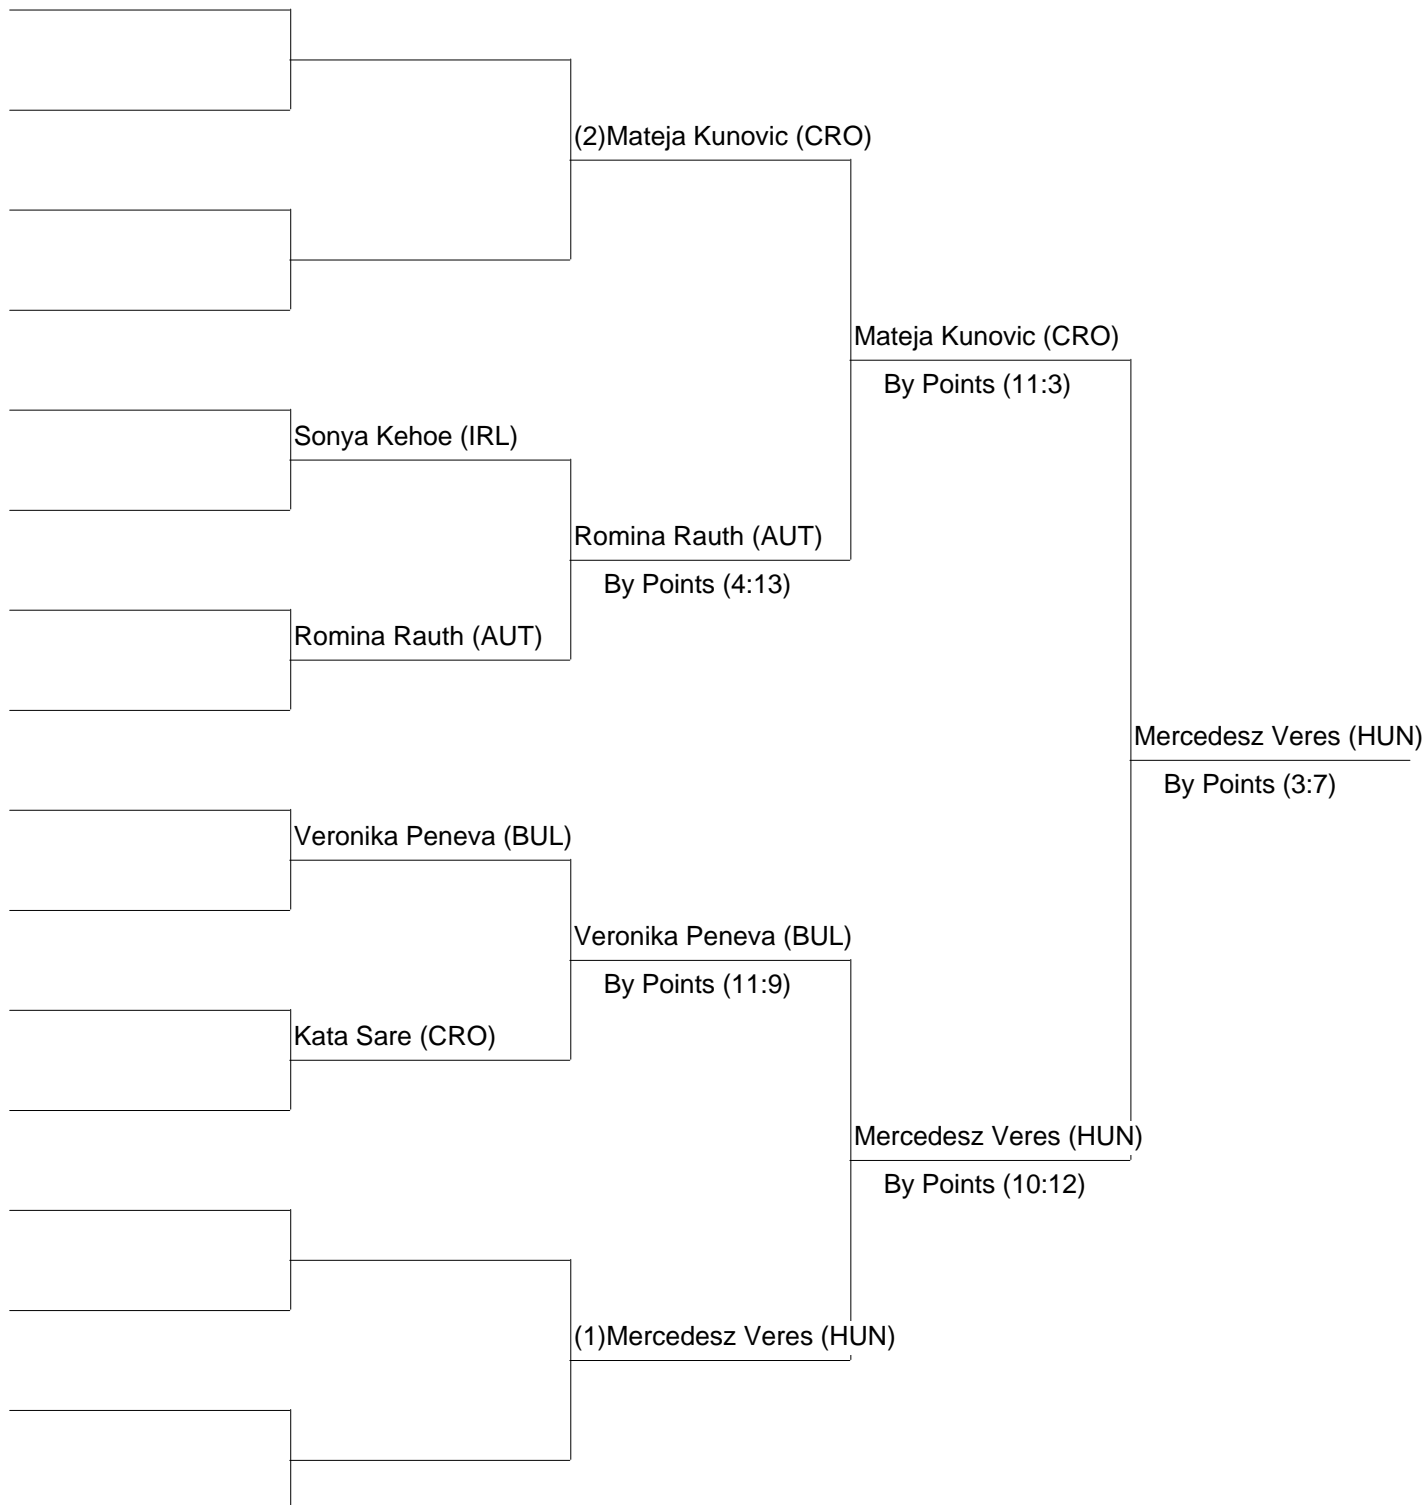 (2)Mateja Kunovic (CRO)
Mateja Kunovic (CRO)
By Points (11:3)
Sonya Kehoe (IRL)
Romina Rauth (AUT)
By Points (4:13)
Romina Rauth (AUT)
Mercedesz Veres (HUN)
By Points (3:7)
Veronika Peneva (BUL)
Veronika Peneva (BUL)
By Points (11:9)
Kata Sare (CRO)
Mercedesz Veres (HUN)
By Points (10:12)
(1)Mercedesz Veres (HUN)